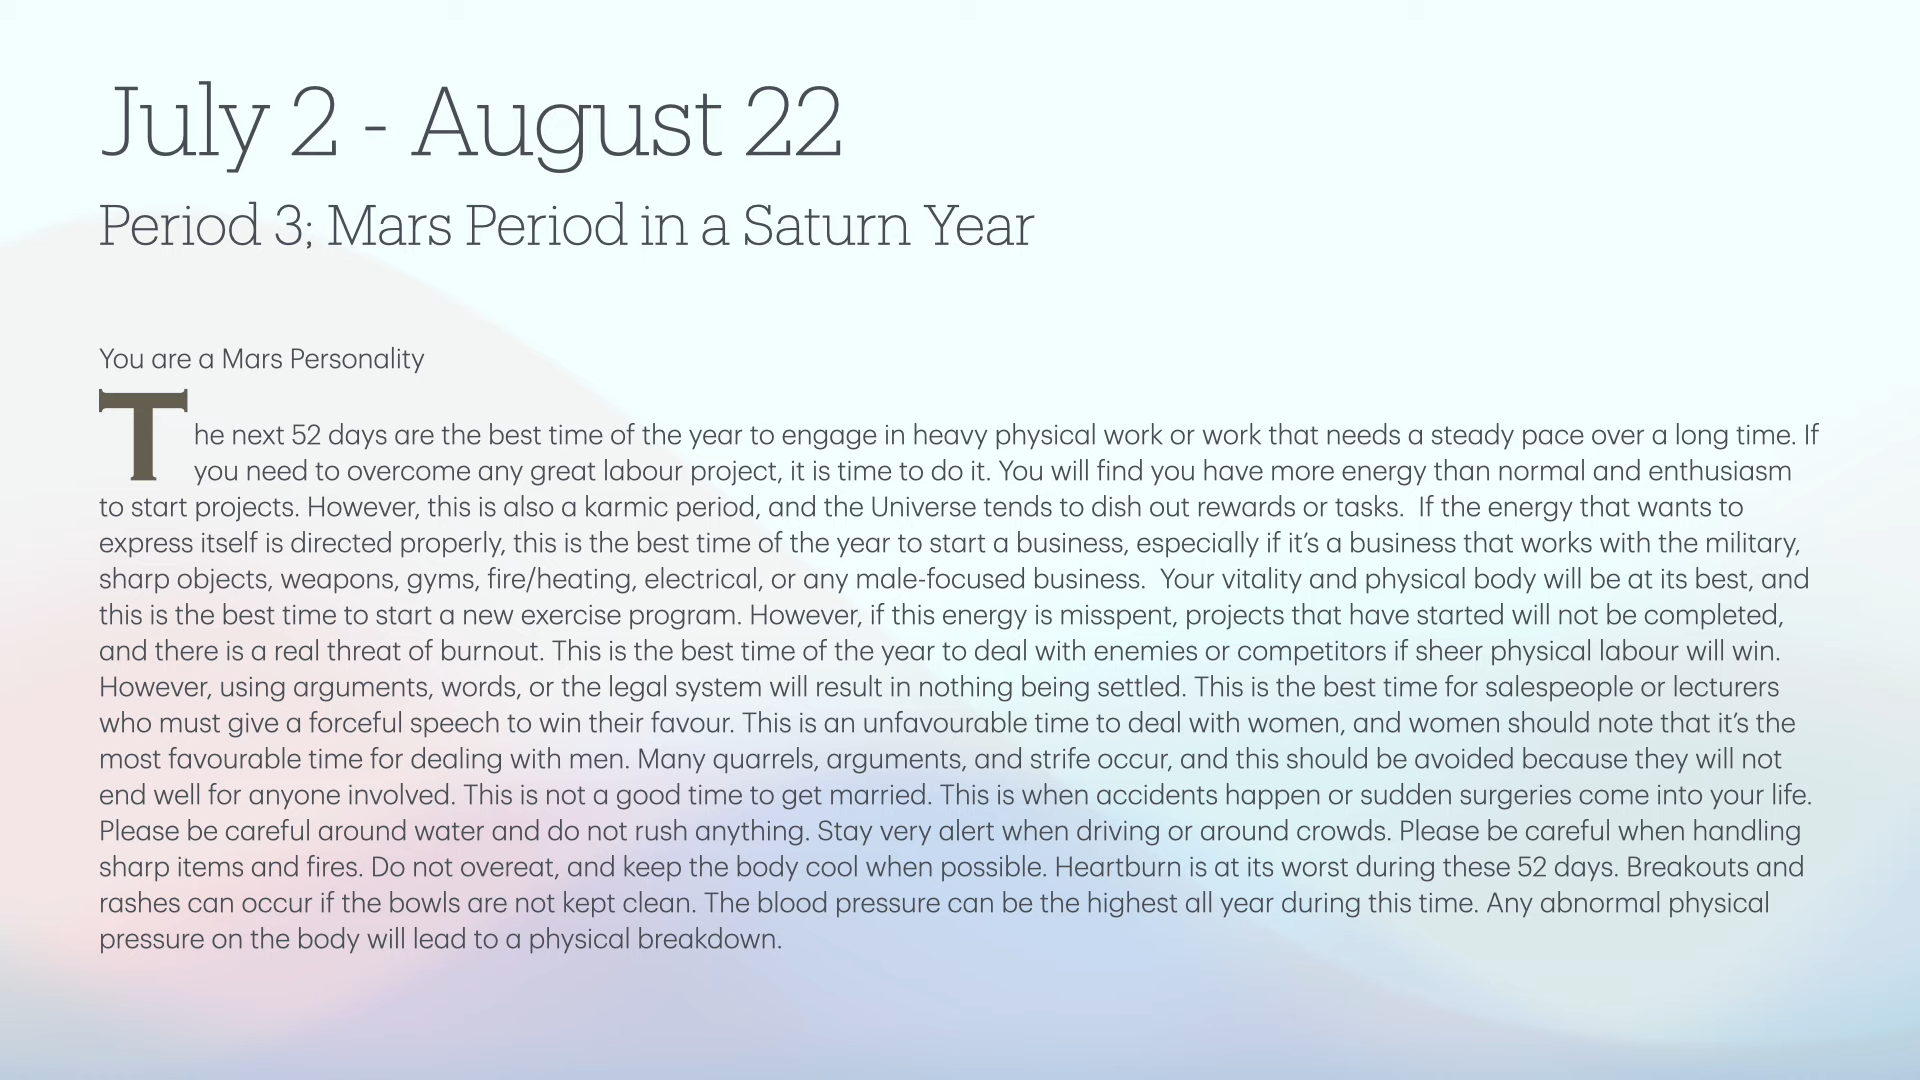 July 2 - August 22
Period 3; Mars Period in a Saturn Year
You are a Mars Personality
The next 52 days are the best time of the year to engage in heavy physical work or work that needs a steady pace over a long time. If
you need to overcome any great labour project, it is time to do it. You will find you have more energy than normal and enthusiasm
to start projects. However, this is also a karmic period, and the Universe tends to dish out rewards or tasks.  If the energy that wants to
express itself is directed properly, this is the best time of the year to start a business, especially if it’s a business that works with the military,
sharp objects, weapons, gyms, fire/heating, electrical, or any male-focused business.  Your vitality and physical body will be at its best, and
this is the best time to start a new exercise program. However, if this energy is misspent, projects that have started will not be completed,
and there is a real threat of burnout. This is the best time of the year to deal with enemies or competitors if sheer physical labour will win.
However, using arguments, words, or the legal system will result in nothing being settled. This is the best time for salespeople or lecturers
who must give a forceful speech to win their favour. This is an unfavourable time to deal with women, and women should note that it’s the
most favourable time for dealing with men. Many quarrels, arguments, and strife occur, and this should be avoided because they will not
end well for anyone involved. This is not a good time to get married. This is when accidents happen or sudden surgeries come into your life.
Please be careful around water and do not rush anything. Stay very alert when driving or around crowds. Please be careful when handling
sharp items and fires. Do not overeat, and keep the body cool when possible. Heartburn is at its worst during these 52 days. Breakouts and
rashes can occur if the bowls are not kept clean. The blood pressure can be the highest all year during this time. Any abnormal physical
pressure on the body will lead to a physical breakdown.